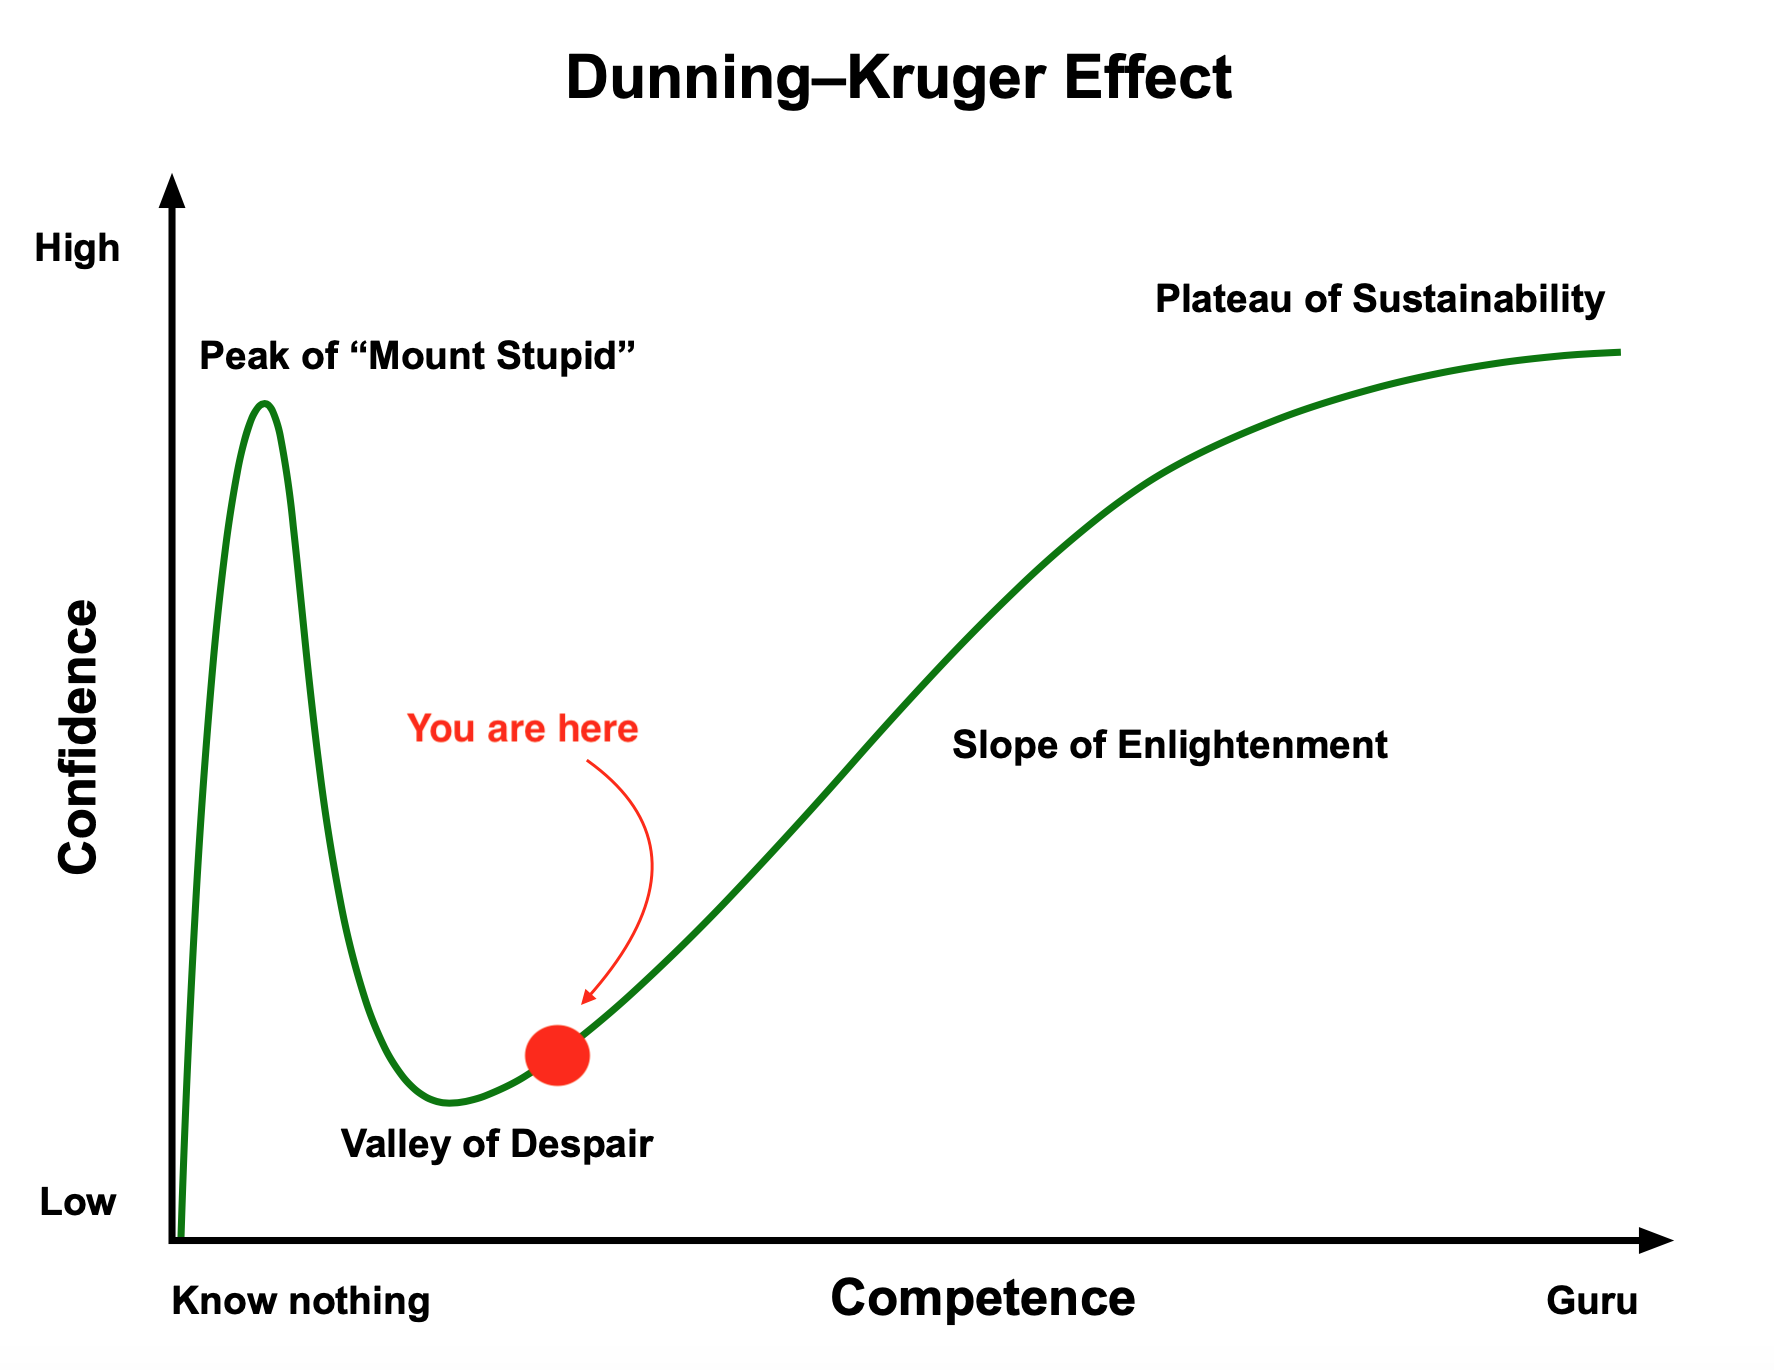 Dunning–Kruger Effect
High
Plateau of Sustainability
Peak of “Mount Stupid”
Confidence
You are here
Slope of Enlightenment
Valley of Despair
Low
Know nothing
Competence
Guru